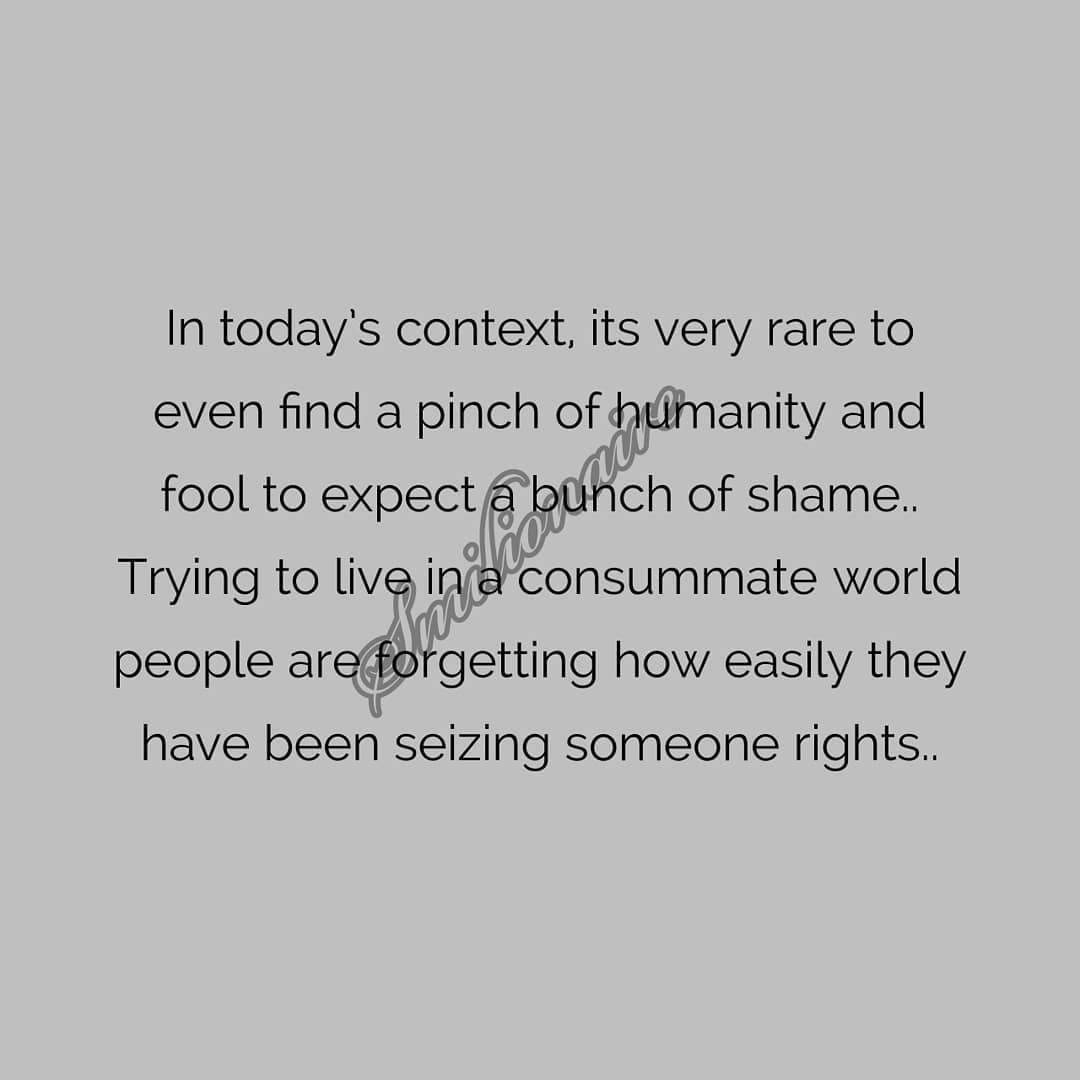 In today's context, its very rare to
even find a pinch of humanity and
fool to expect a bunch of shame..
Trying to live in a consummate world
people are forgetting how easily they
have been seizing someone rights..
Smilionaire